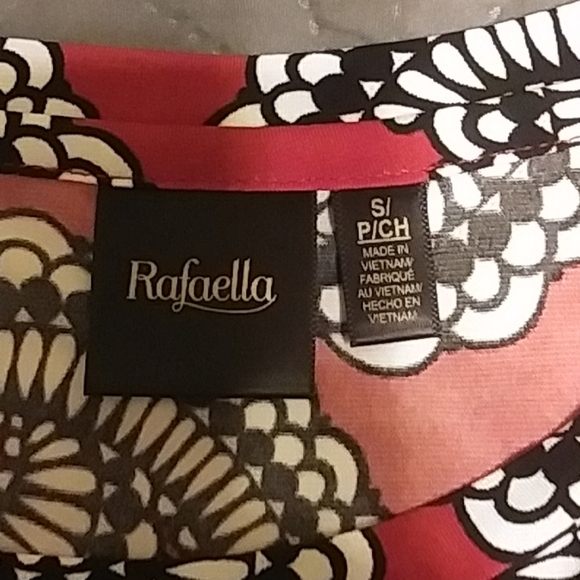 Rafaella
S/
P/CH
MADE IN
VIETNAM/
FABRIQUÉ
AU VIETNAM/
HECHO EN
VIETNAM